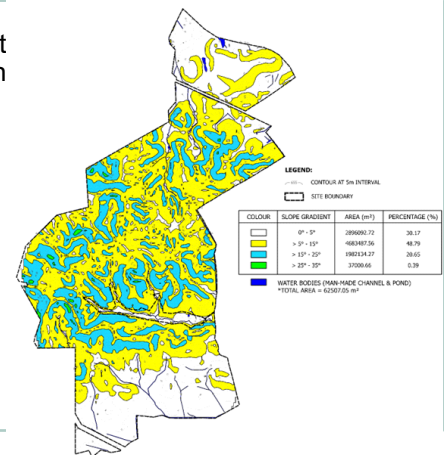 t
n
LEGEND:
CONTOUR AT 5m INTERVAL
SITE BOUNDARY
COLOUR SLOPE GRADIENT AREA (m²) PERCENTAGE (%)
0° - 5° 2896092.72 30.17
> 5° - 15° 4683487.56 48.79
> 15° - 25° 1982134.27 20.65
> 25° - 35° 37000.66 0.39
WATER BODIES (MAN-MADE CHANNEL & POND)
*TOTAL AREA = 62507.05 m²